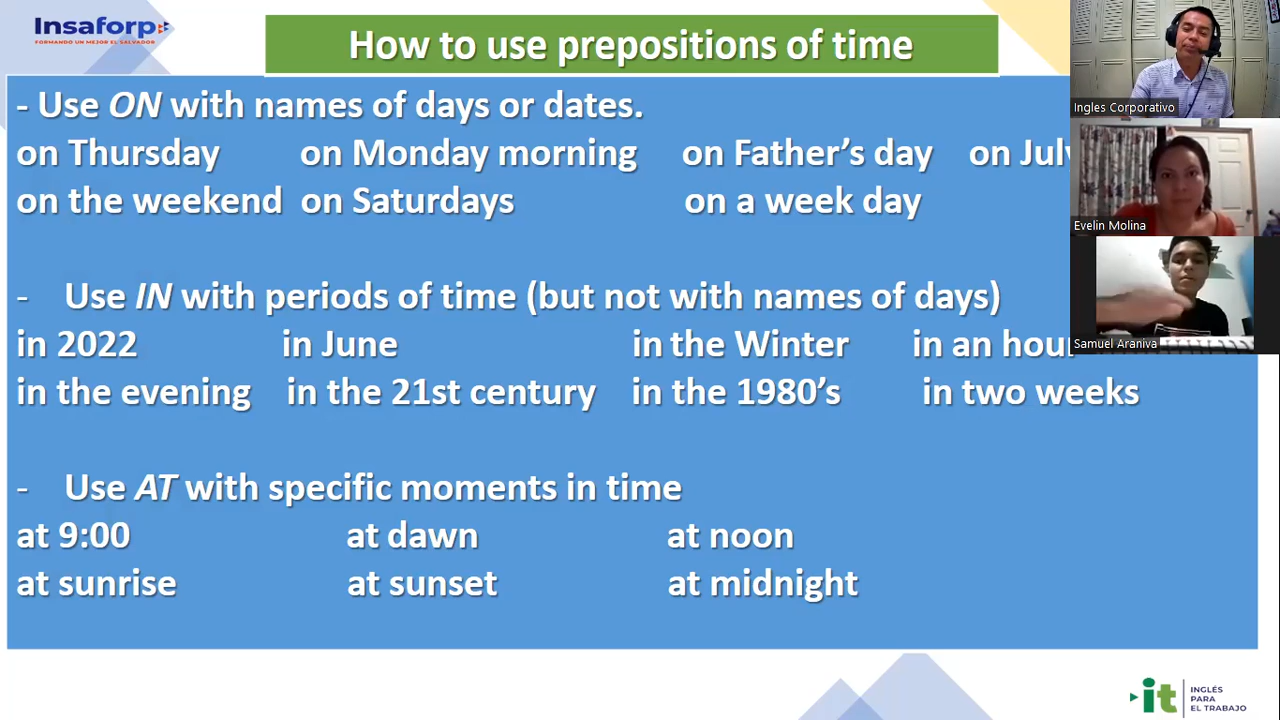 Insaforp
FORMANDO UN MEJOR EL SALVADOR
How to use prepositions of time
- Use ON with names of days or dates.
on Thursday on Monday morning on Father's day on July
on the weekend on Saturdays on a week day
- Use IN with periods of time (but not with names of days)
in 2022 in June in the Winter in an hour
in the evening in the 21st century in the 1980's in two weeks
- Use AT with specific moments in time
at 9:00 at dawn at noon
at sunrise at sunset at midnight
Ingles Corporativo
Evelin Molina
Samuel Araniva
it
INGLÉS
PARA
EL TRABAJO